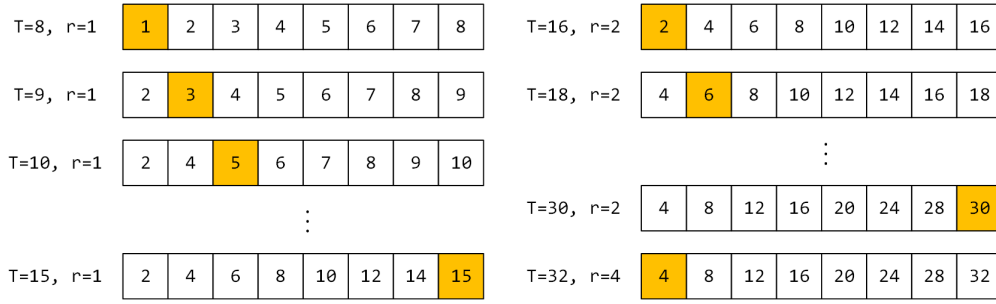 T=8, r=1 1 2 3 4 5 6 7 8
T=9, r=1 2 3 4 5 6 7 8 9
T=10, r=1 2 4 5 6 7 8 9 10
⋮
T=15, r=1 2 4 6 8 10 12 14 15
T=16, r=2 2 4 6 8 10 12 14 16
T=18, r=2 4 6 8 10 12 14 16 18
⋮
T=30, r=2 4 8 12 16 20 24 28 30
T=32, r=4 4 8 12 16 20 24 28 32